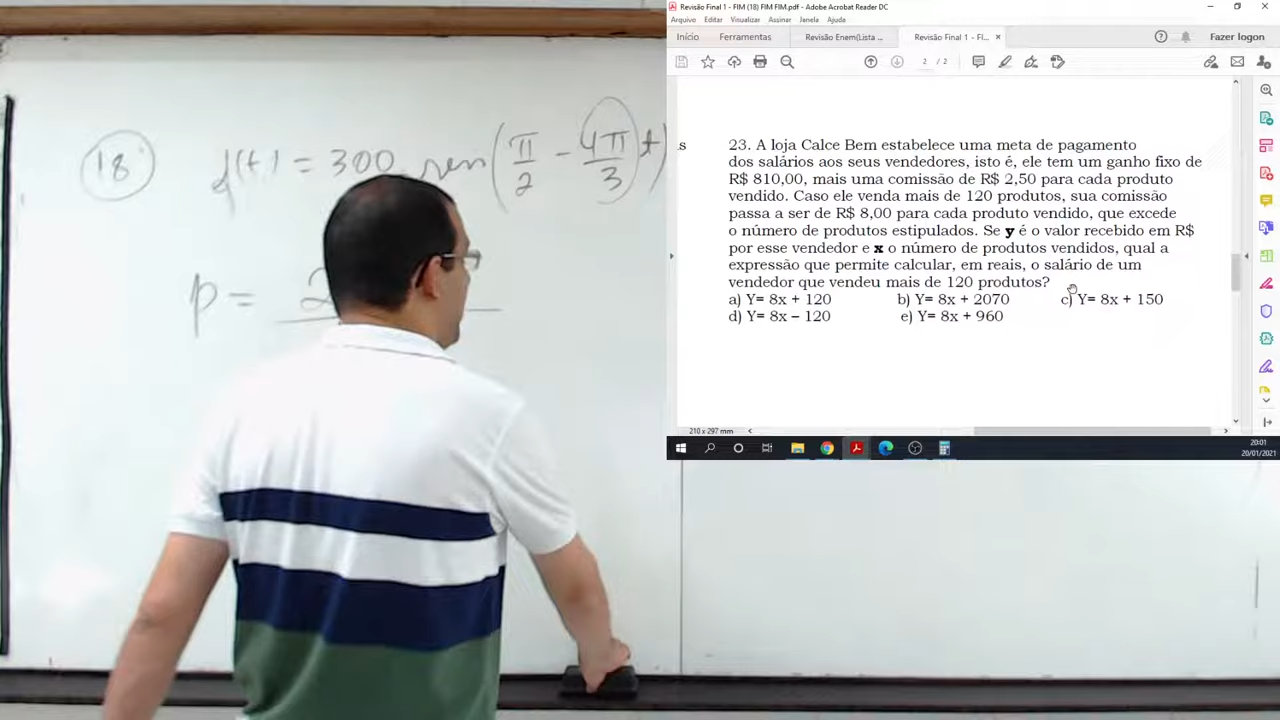 18
f(t) = 300 sen(π/2 - 4π/3 t)
p = 2
Revisão Final 1 - FIM (18) FIM FIM.pdf - Adobe Acrobat Reader DC
Arquivo Editar Visualizar Assinar Janela Ajuda
Início Ferramentas Revisão Enem(Lista ... Revisão Final 1 - FI... × Fazer logon
2 / 2
s
23. A loja Calce Bem estabelece uma meta de pagamento
dos salários aos seus vendedores, isto é, ele tem um ganho fixo de
R$ 810,00, mais uma comissão de R$ 2,50 para cada produto
vendido. Caso ele venda mais de 120 produtos, sua comissão
passa a ser de R$ 8,00 para cada produto vendido, que excede
o número de produtos estipulados. Se y é o valor recebido em R$
por esse vendedor e x o número de produtos vendidos, qual a
expressão que permite calcular, em reais, o salário de um
vendedor que vendeu mais de 120 produtos?
a) Y= 8x + 120 b) Y= 8x + 2070 c) Y= 8x + 150
d) Y= 8x – 120 e) Y= 8x + 960
210 x 297 mm
20:01
20/01/2021